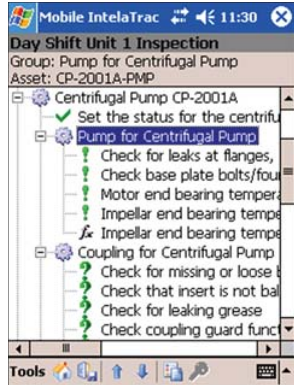 Mobile IntelaTrac 11:30
Day Shift Unit 1 Inspection
Group: Pump for Centrifugal Pump
Asset: CP-2001A-PMP
Centrifugal Pump CP-2001A
Set the status for the centrifu
Pump for Centrifugal Pump
Check for leaks at flanges,
Check base plate bolts/fou
Motor end bearing tempera
Impellar end bearing tempe
fx Impellar end bearing tempe
Coupling for Centrifugal Pump
Check for missing or loose b
Check that insert is not bal
Check for leaking grease
Check coupling guard funct
Tools